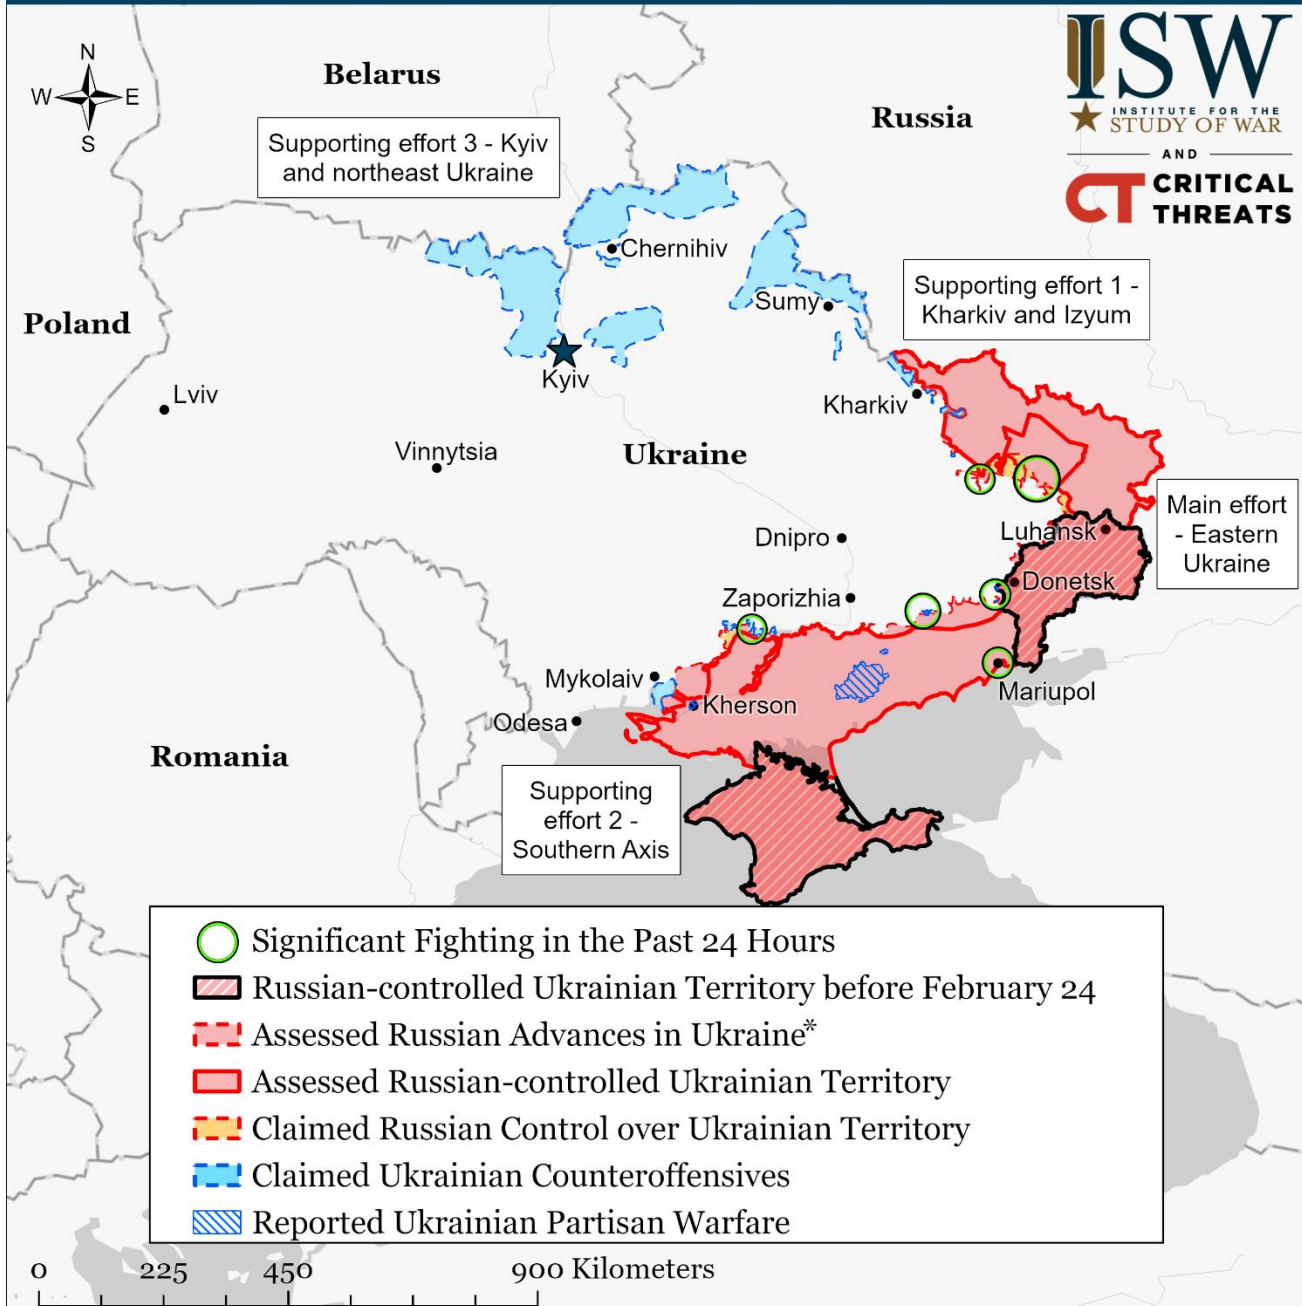 ISW
INSTITUTE FOR THE
STUDY OF WAR
AND
CT CRITICAL
THREATS
N
W E
S
Belarus
Russia
Supporting effort 3 - Kyiv
and northeast Ukraine
Chernihiv
Supporting effort 1 -
Kharkiv and Izyum
Sumy
Poland
Kyiv
Lviv
Kharkiv
Vinnytsia
Ukraine
Main effort
- Eastern
Ukraine
Luhansk
Dnipro
Donetsk
Zaporizhia
Mykolaiv
Mariupol
Kherson
Odesa
Romania
Supporting
effort 2 -
Southern Axis
Significant Fighting in the Past 24 Hours
Russian-controlled Ukrainian Territory before February 24
Assessed Russian Advances in Ukraine*
Assessed Russian-controlled Ukrainian Territory
Claimed Russian Control over Ukrainian Territory
Claimed Ukrainian Counteroffensives
Reported Ukrainian Partisan Warfare
0 225 450 900 Kilometers